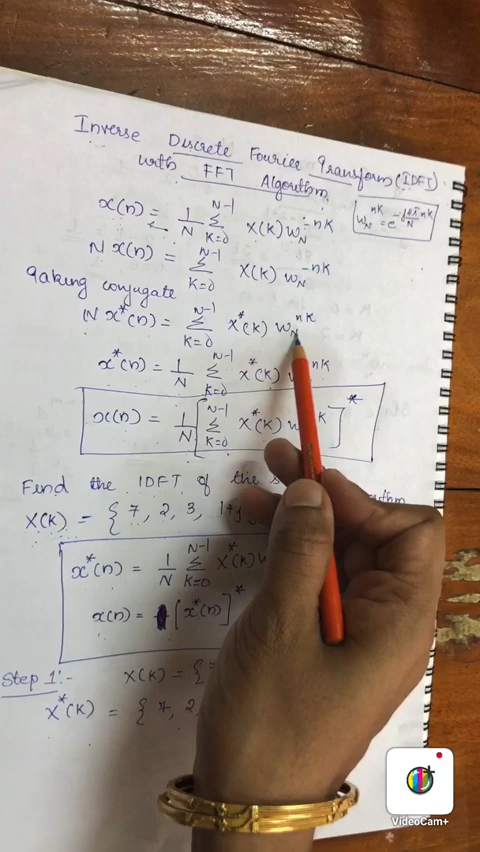 Inverse Discrete Fourier Transform (IDFT)
with FFT Algorithm
x(n) = 1/N Σ_{k=0}^{N-1} X(k) W_N^{-nk}
W_N^{nk} = e^{-j2π/N nk}
N x(n) = Σ_{k=0}^{N-1} X(k) W_N^{-nk}
Taking conjugate
N x*(n) = Σ_{k=0}^{N-1} X*(k) W_N^{nk}
x*(n) = 1/N Σ_{k=0}^{N-1} X*(k) W nk
x(n) = 1/N [Σ_{k=0}^{N-1} X*(k) W k]*
Find the IDFT of the
X(k) = { 7, 2, 3, 1+j
x*(n) = 1/N Σ_{k=0}^{N-1} X*(k) W
x(n) = [x*(n)]*
Step 1:- X(k) = {
X*(k) = { 7, 2,
VideoCam+